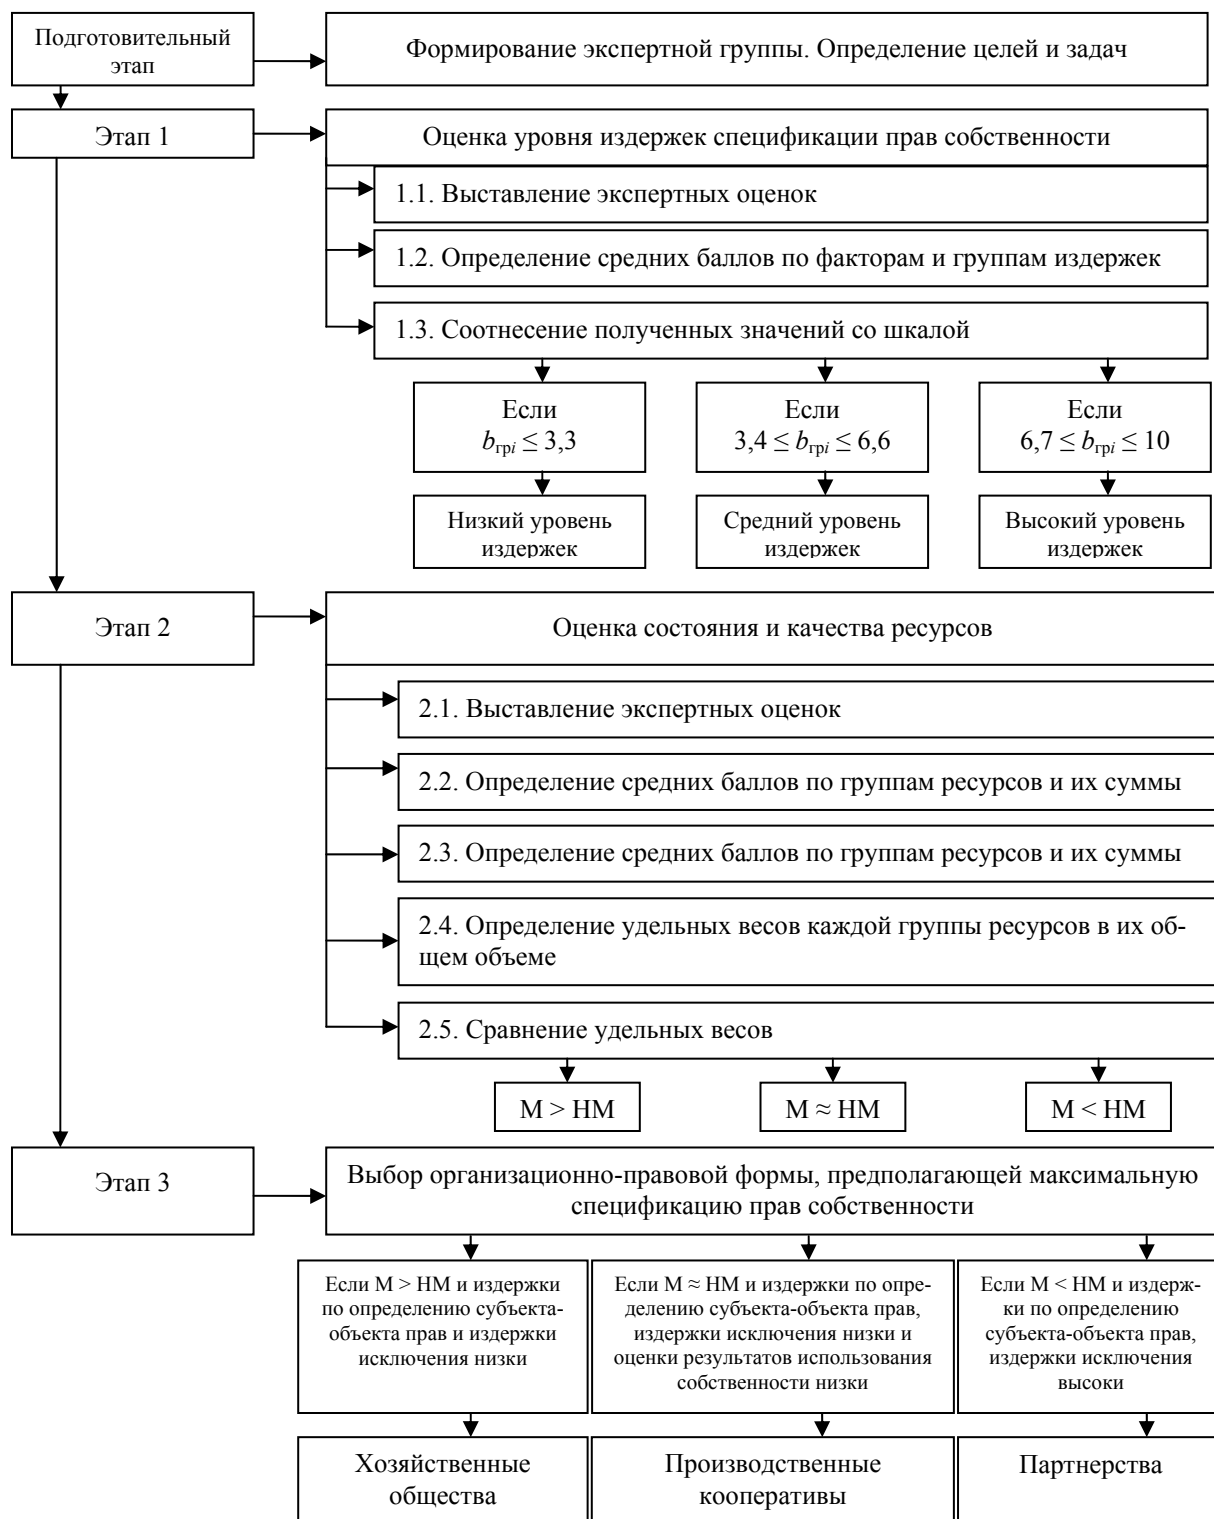 Подготовительный
этап
Формирование экспертной группы. Определение целей и задач
Этап 1
Оценка уровня издержек спецификации прав собственности
1.1. Выставление экспертных оценок
1.2. Определение средних баллов по факторам и группам издержек
1.3. Соотнесение полученных значений со шкалой
Если
bгрi ≤ 3,3
Если
3,4 ≤ bгрi ≤ 6,6
Если
6,7 ≤ bгрi ≤ 10
Низкий уровень
издержек
Средний уровень
издержек
Высокий уровень
издержек
Этап 2
Оценка состояния и качества ресурсов
2.1. Выставление экспертных оценок
2.2. Определение средних баллов по группам ресурсов и их суммы
2.3. Определение средних баллов по группам ресурсов и их суммы
2.4. Определение удельных весов каждой группы ресурсов в их об-
щем объеме
2.5. Сравнение удельных весов
М > НМ
М ≈ НМ
М < НМ
Этап 3
Выбор организационно-правовой формы, предполагающей максимальную
спецификацию прав собственности
Если М > НМ и издержки
по определению субъекта-
объекта прав и издержки
исключения низки
Если М ≈ НМ и издержки по опре-
делению субъекта-объекта прав,
издержки исключения низки и
оценки результатов использования
собственности низки
Если М < НМ и издерж-
ки по определению
субъекта-объекта прав,
издержки исключения
высоки
Хозяйственные
общества
Производственные
кооперативы
Партнерства